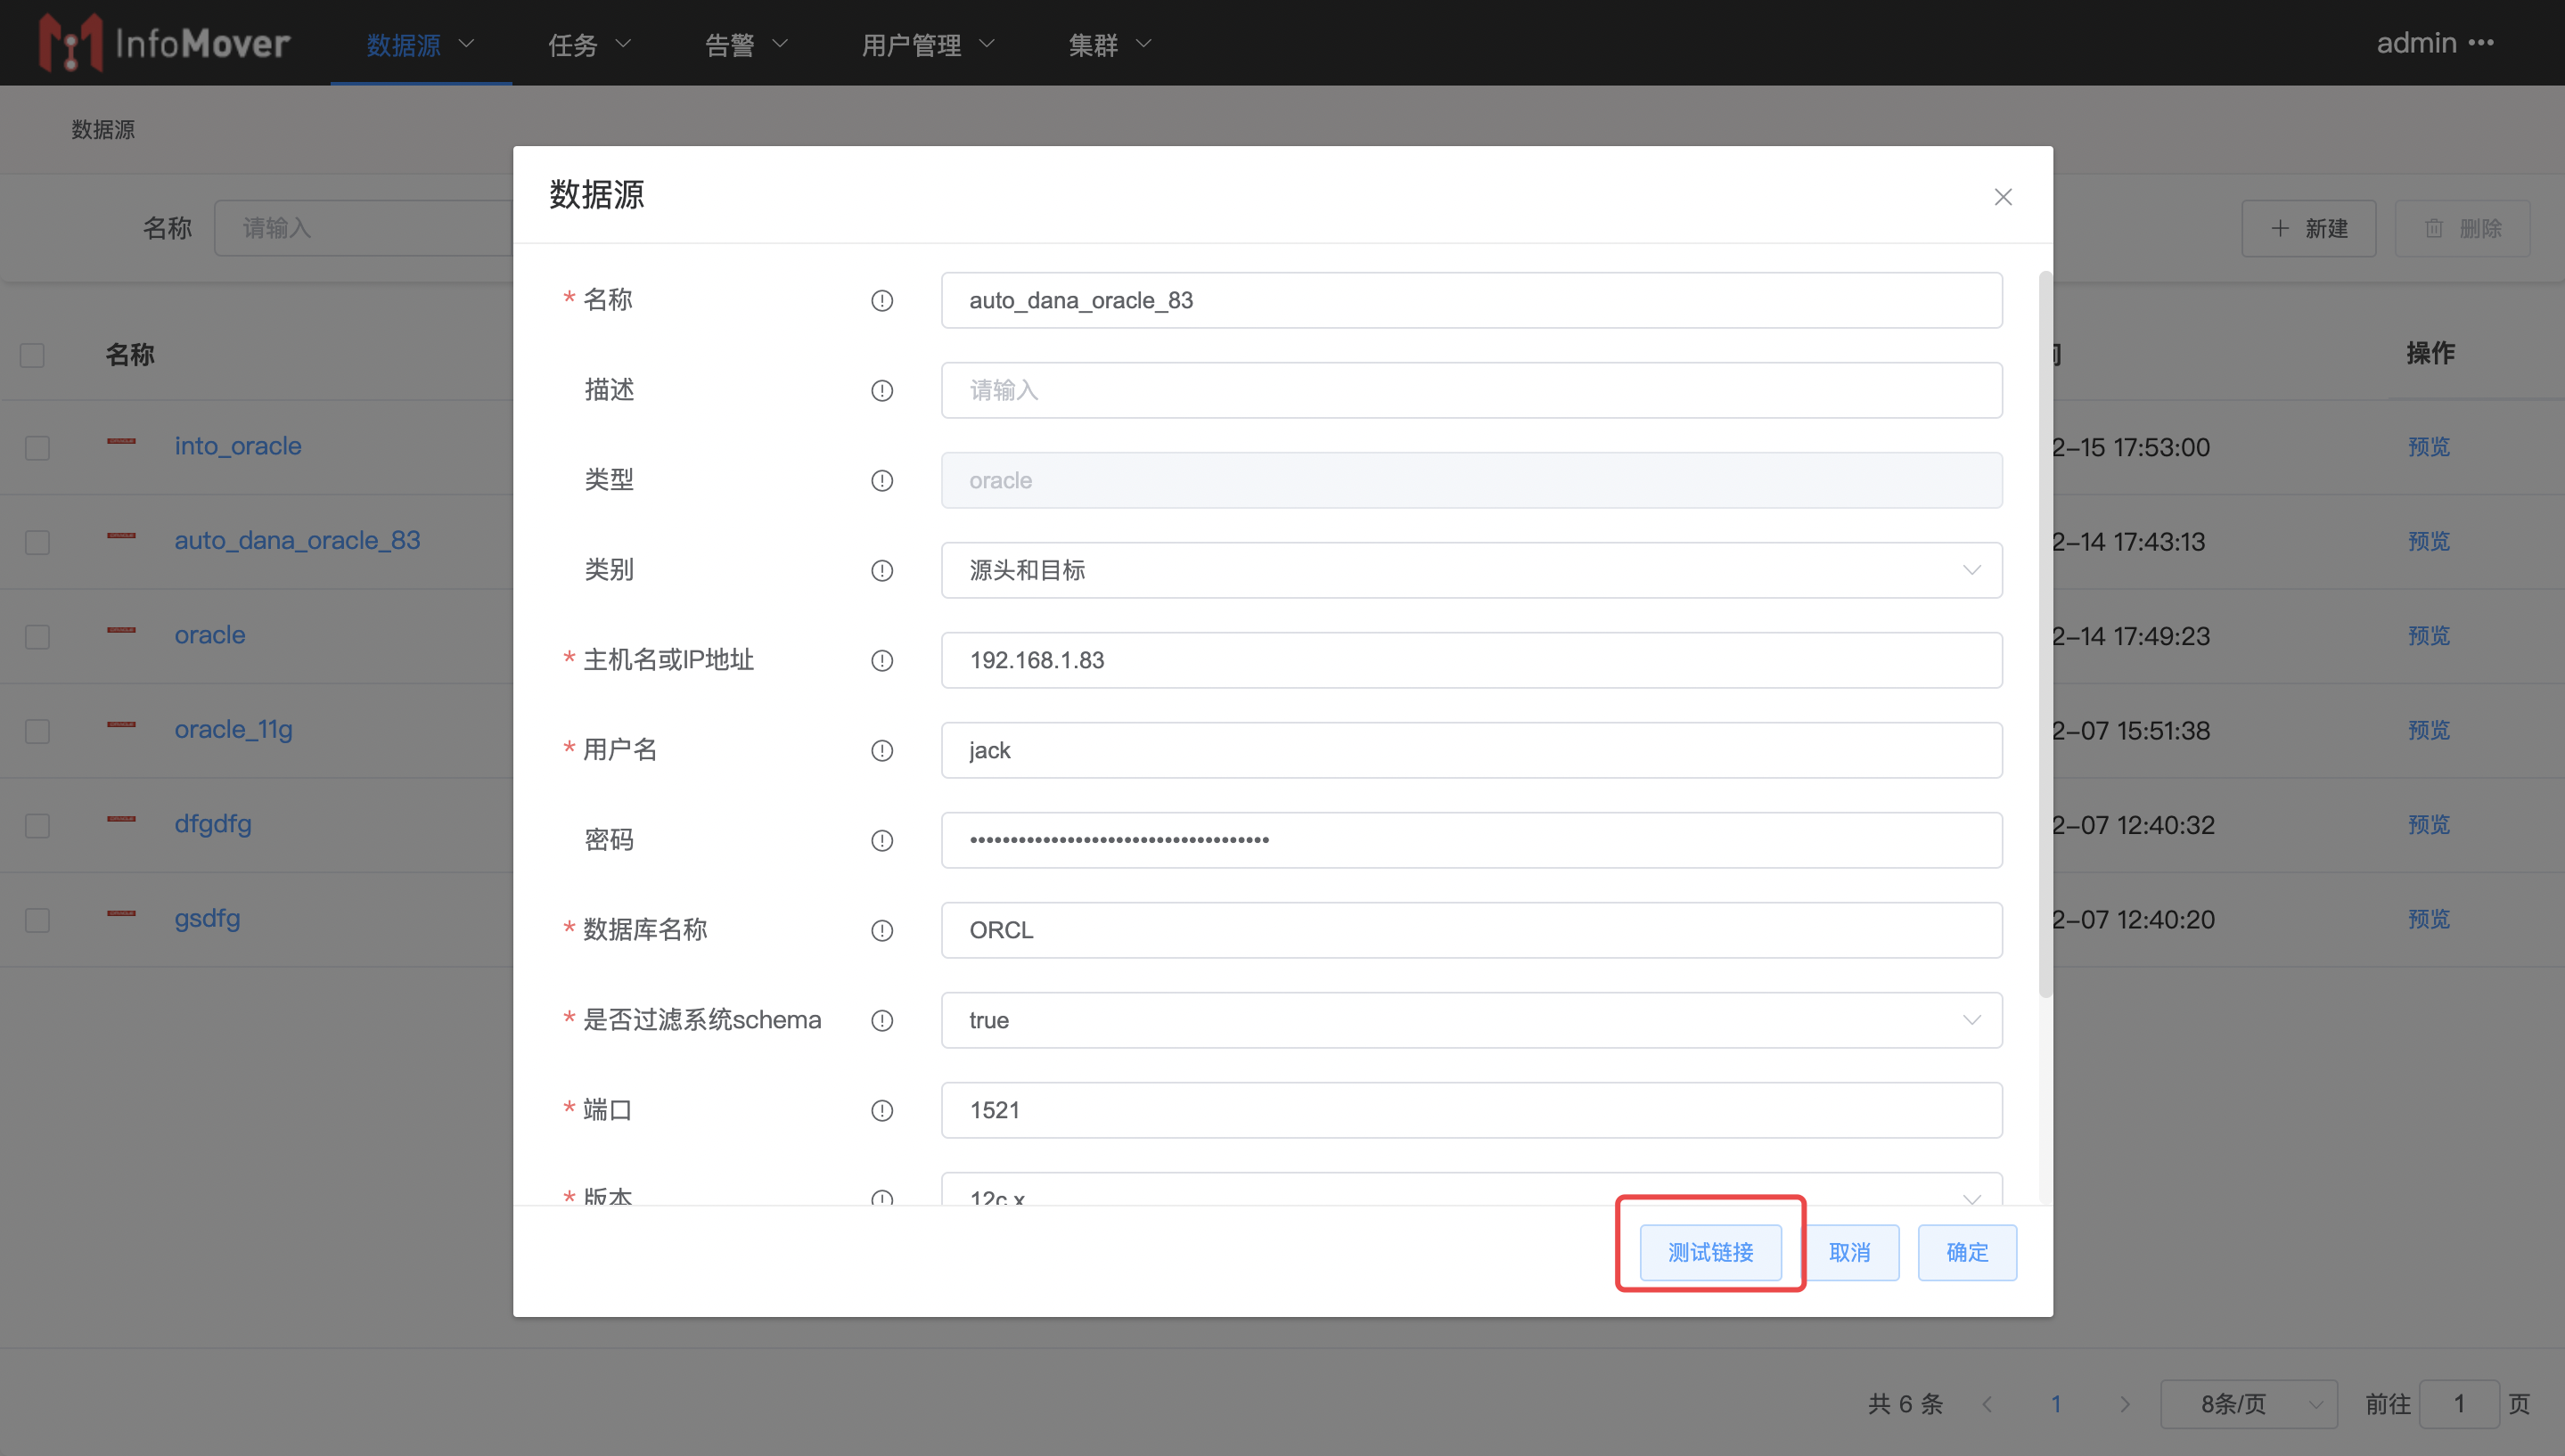 InfoMover 数据源 任务 告警 用户管理 集群 admin
数据源
名称 请输入 新建 删除
名称 操作
into_oracle 2-15 17:53:00 预览
auto_dana_oracle_83 2-14 17:43:13 预览
oracle 2-14 17:49:23 预览
oracle_11g 2-07 15:51:38 预览
dfgdfg 2-07 12:40:32 预览
gsdfg 2-07 12:40:20 预览
数据源
* 名称 auto_dana_oracle_83
描述 请输入
类型 oracle
类别 源头和目标
* 主机名或IP地址 192.168.1.83
* 用户名 jack
密码 •••••••••••••••••••••••••••••••••••••
* 数据库名称 ORCL
* 是否过滤系统schema true
* 端口 1521
* 版本 12c.x
测试链接 取消 确定
共 6 条 1 8条/页 前往 1 页